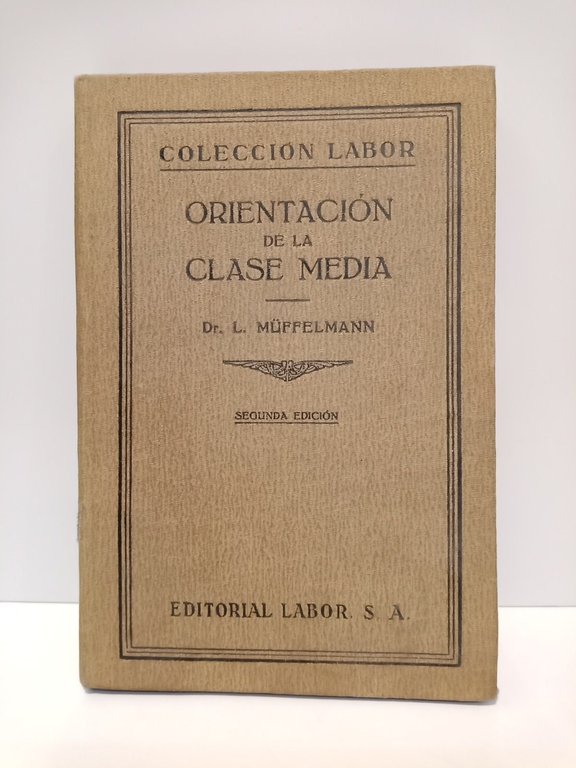 COLECCION LABOR
ORIENTACIÓN
DE LA
CLASE MEDIA
Dr. L. MÜFFELMANN
SEGUNDA EDICIÓN
EDITORIAL LABOR. S. A.